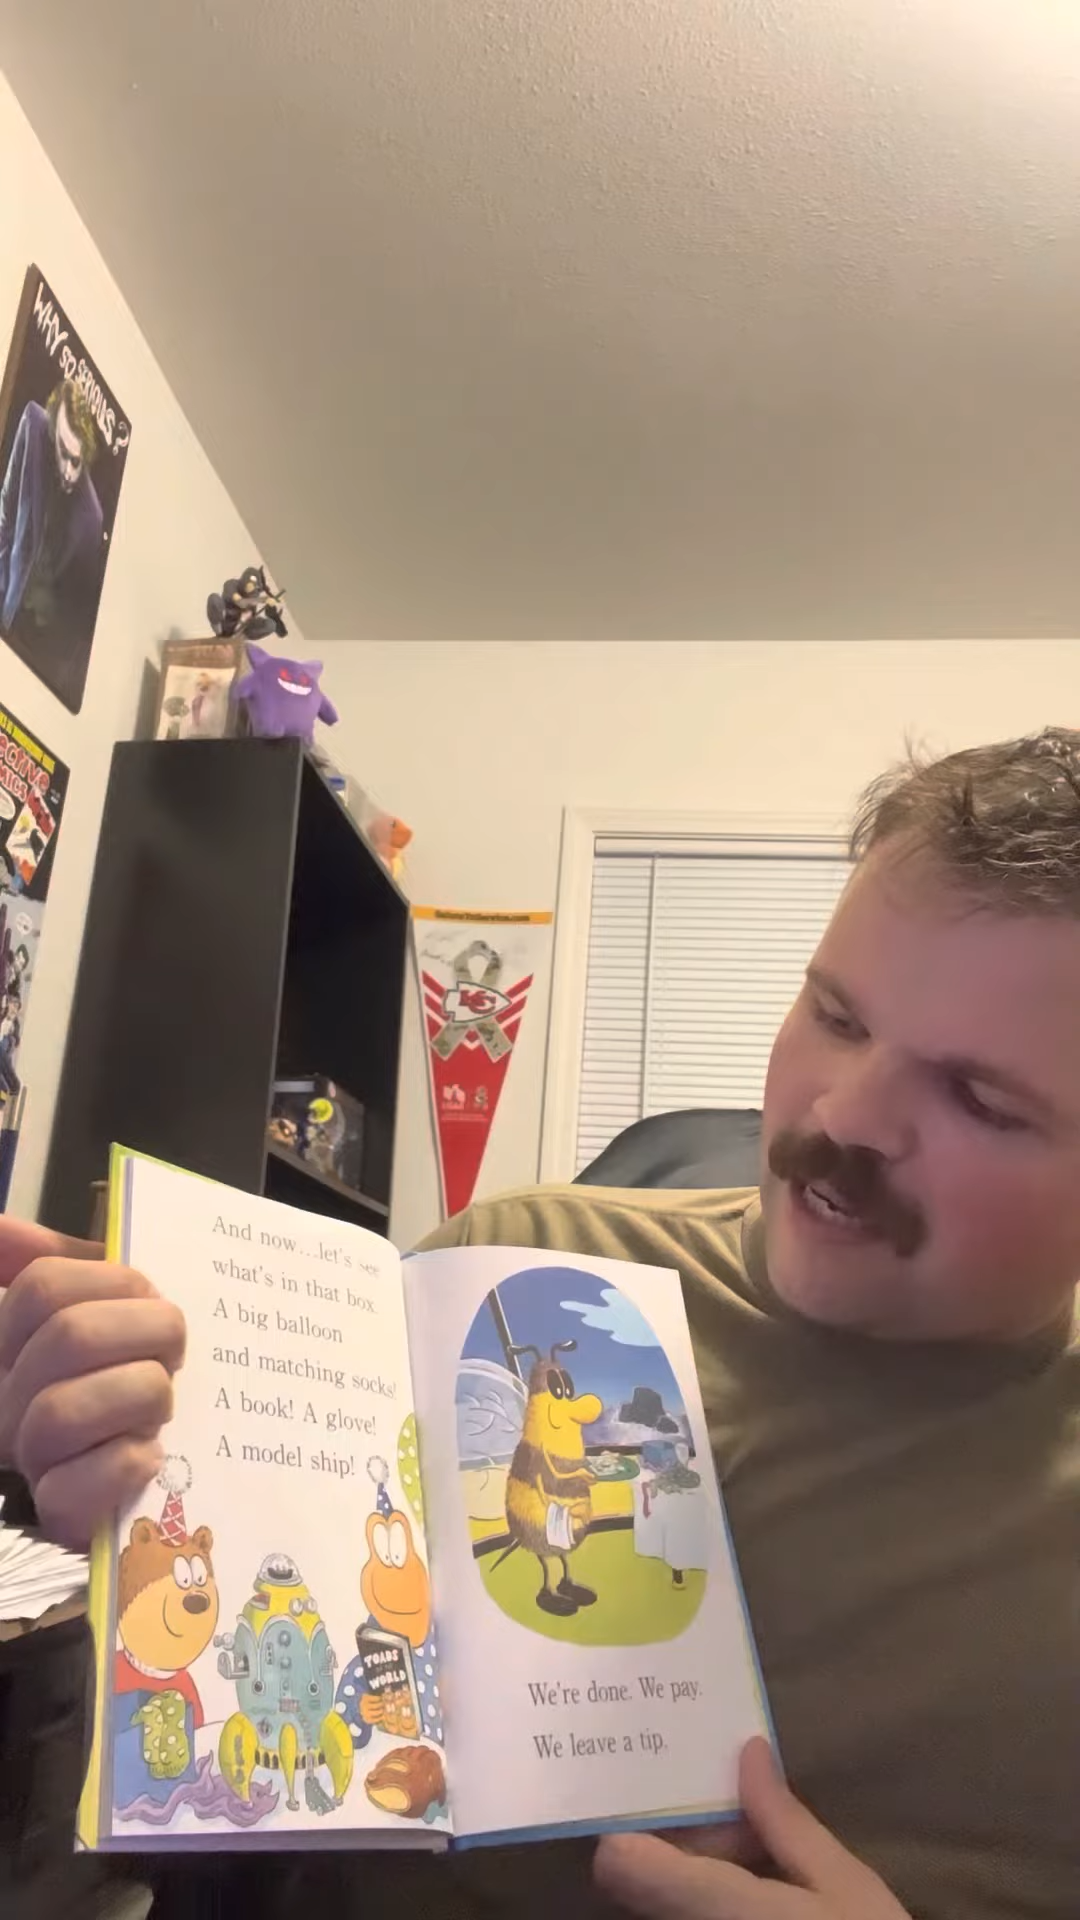 WHY SO SERIOUS?
KC
And now...let's see
what's in that box.
A big balloon
and matching socks!
A book! A glove!
A model ship!
TOADS
WORLD
We're done. We pay.
We leave a tip.